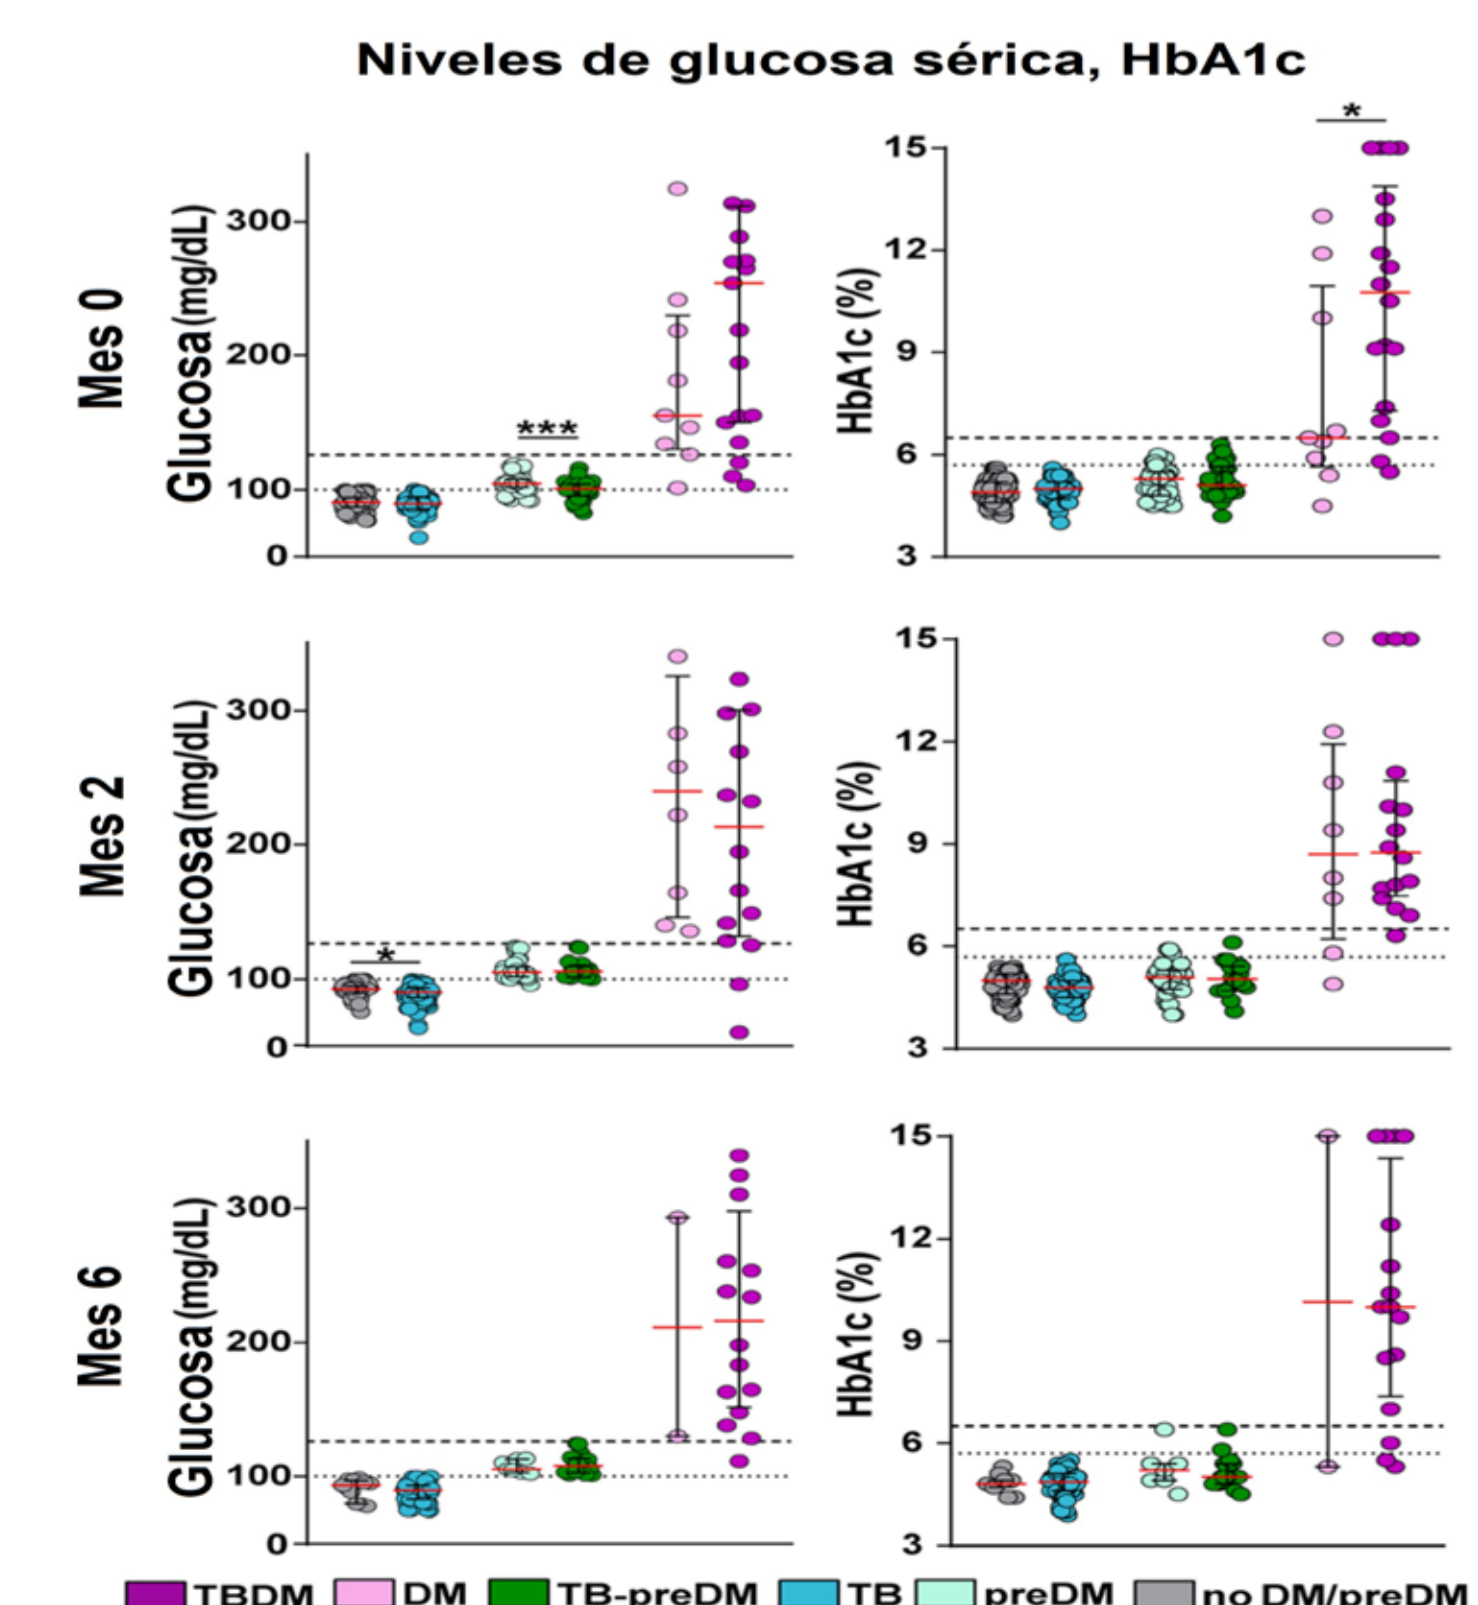 Niveles de glucosa sérica, HbA1c
Mes 0
Glucosa (mg/dL)
300
200
100
0
***
HbA1c (%)
15
12
9
6
3
*
Mes 2
Glucosa (mg/dL)
300
200
100
0
*
HbA1c (%)
15
12
9
6
3
Mes 6
Glucosa (mg/dL)
300
200
100
0
HbA1c (%)
15
12
9
6
3
TBDM DM TB-preDM TB preDM no DM/preDM